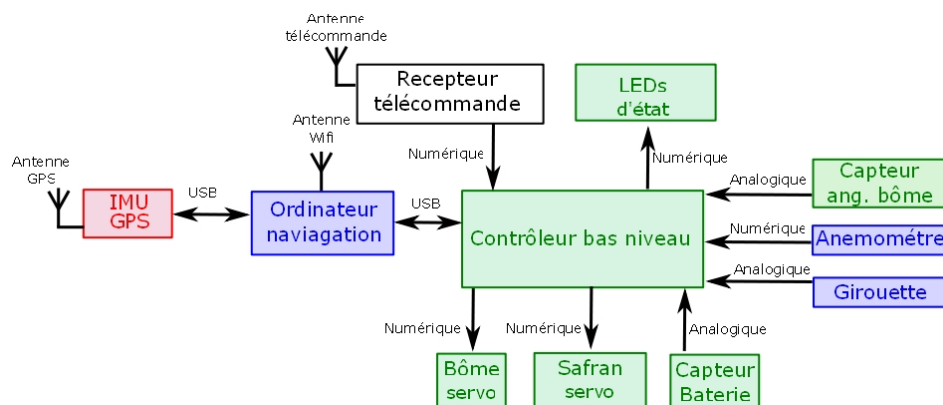 Antenne
télécommande
Recepteur
télécommande
LEDs
d'état
Antenne
Wifi
Numérique
Numérique
Antenne
GPS
IMU
GPS
USB
Ordinateur
naviagation
USB
Contrôleur bas niveau
Analogique
Capteur
ang. bôme
Numérique
Anemométre
Analogique
Girouette
Numérique
Numérique
Analogique
Bôme
servo
Safran
servo
Capteur
Baterie